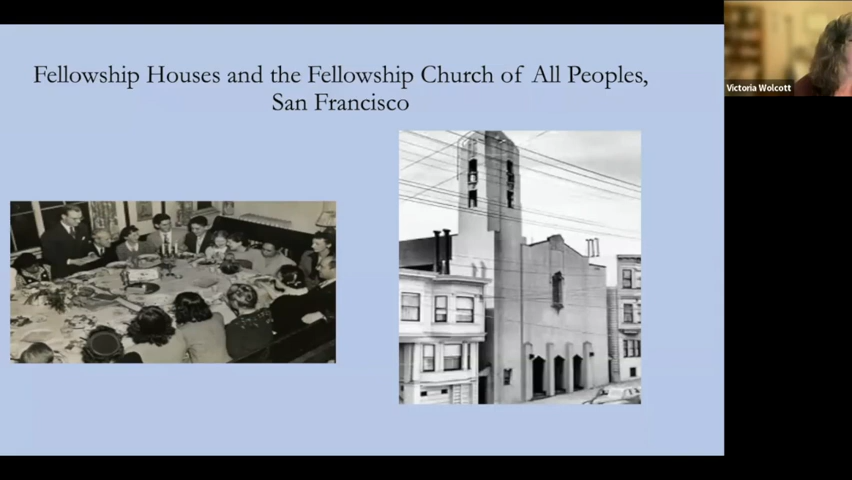 Fellowship Houses and the Fellowship Church of All Peoples,
San Francisco
Victoria Wolcott